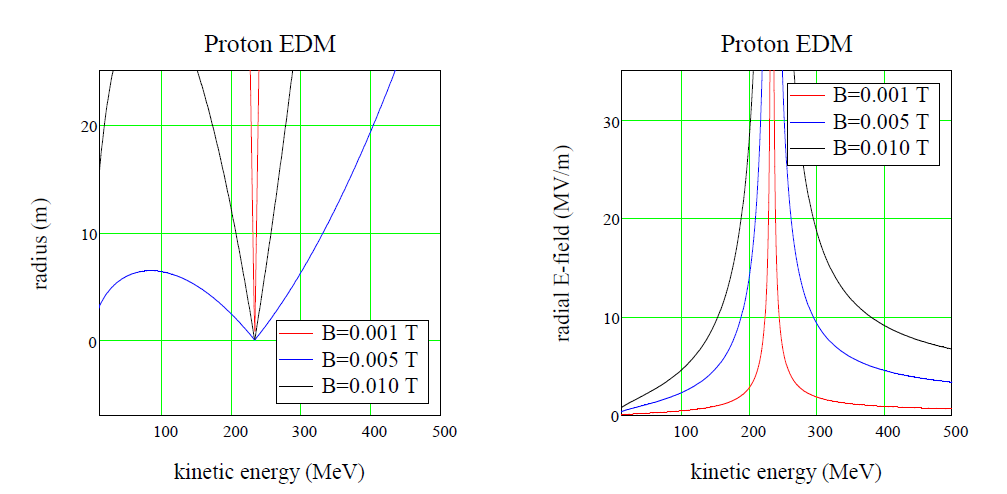 Proton EDM
radius (m)
20
10
0
100
200
300
400
500
kinetic energy (MeV)
B=0.001 T
B=0.005 T
B=0.010 T
Proton EDM
radial E-field (MV/m)
30
20
10
0
100
200
300
400
500
kinetic energy (MeV)
B=0.001 T
B=0.005 T
B=0.010 T